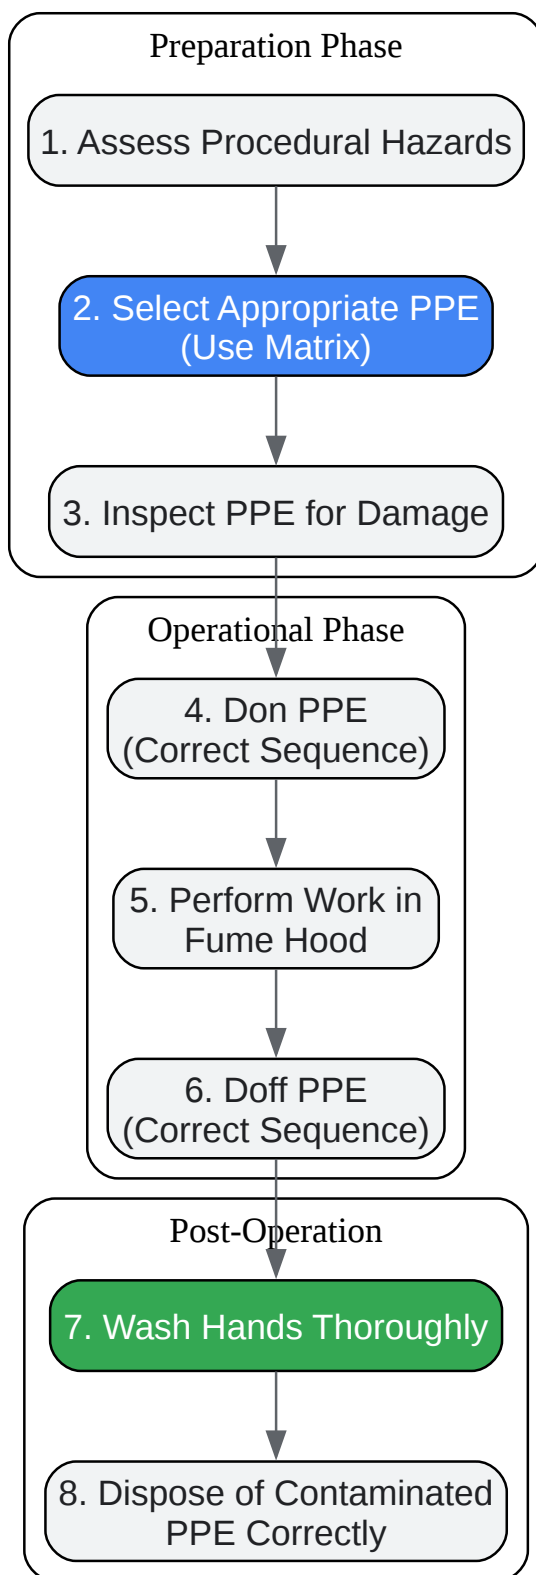 Preparation Phase
1. Assess Procedural Hazards
2. Select Appropriate PPE
(Use Matrix)
3. Inspect PPE for Damage
Operational Phase
4. Don PPE
(Correct Sequence)
5. Perform Work in
Fume Hood
6. Doff PPE
(Correct Sequence)
Post-Operation
7. Wash Hands Thoroughly
8. Dispose of Contaminated
PPE Correctly